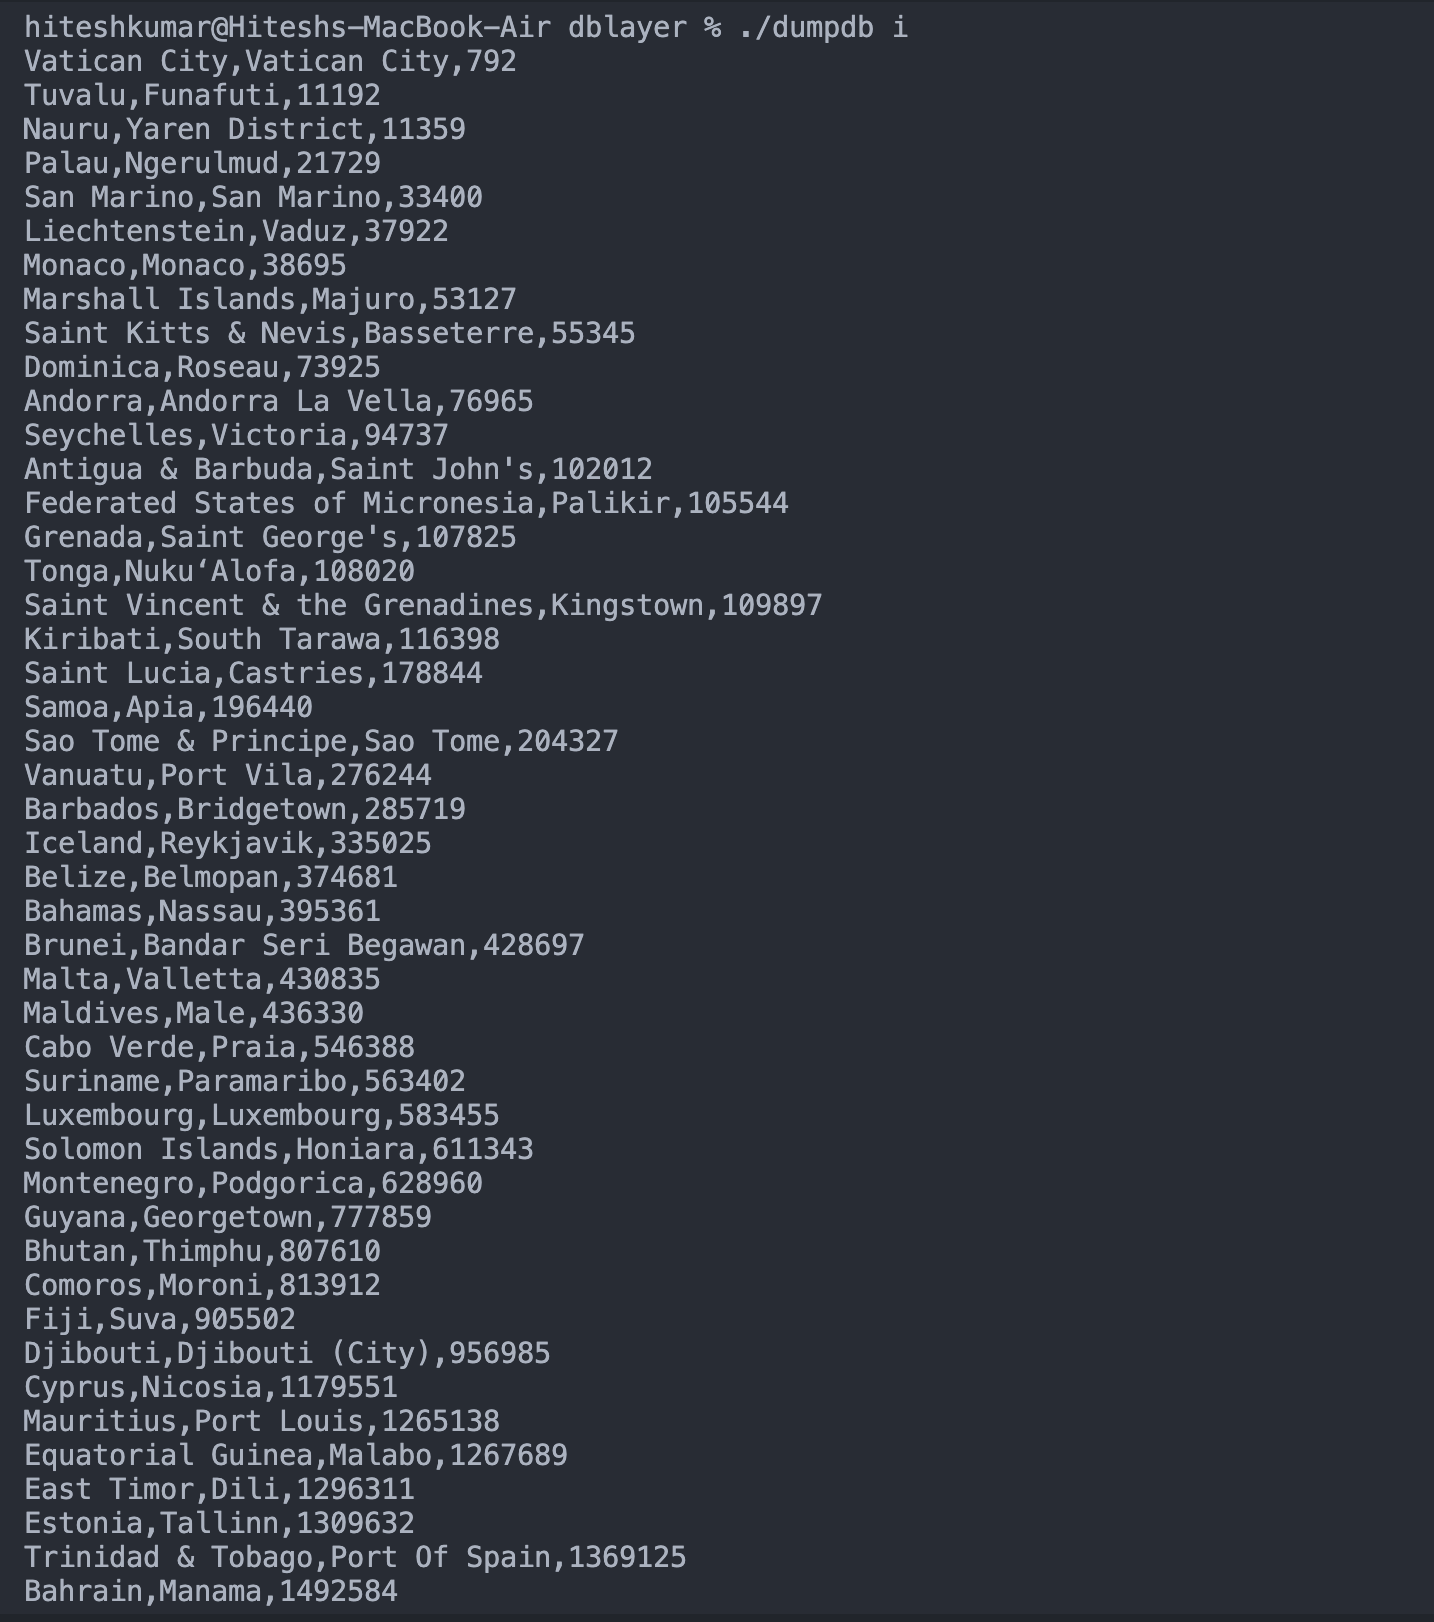 hiteshkumar@Hiteshs-MacBook-Air dblayer % ./dumpdb i
Vatican City,Vatican City,792
Tuvalu,Funafuti,11192
Nauru,Yaren District,11359
Palau,Ngerulmud,21729
San Marino,San Marino,33400
Liechtenstein,Vaduz,37922
Monaco,Monaco,38695
Marshall Islands,Majuro,53127
Saint Kitts & Nevis,Basseterre,55345
Dominica,Roseau,73925
Andorra,Andorra La Vella,76965
Seychelles,Victoria,94737
Antigua & Barbuda,Saint John's,102012
Federated States of Micronesia,Palikir,105544
Grenada,Saint George's,107825
Tonga,Nuku‘Alofa,108020
Saint Vincent & the Grenadines,Kingstown,109897
Kiribati,South Tarawa,116398
Saint Lucia,Castries,178844
Samoa,Apia,196440
Sao Tome & Principe,Sao Tome,204327
Vanuatu,Port Vila,276244
Barbados,Bridgetown,285719
Iceland,Reykjavik,335025
Belize,Belmopan,374681
Bahamas,Nassau,395361
Brunei,Bandar Seri Begawan,428697
Malta,Valletta,430835
Maldives,Male,436330
Cabo Verde,Praia,546388
Suriname,Paramaribo,563402
Luxembourg,Luxembourg,583455
Solomon Islands,Honiara,611343
Montenegro,Podgorica,628960
Guyana,Georgetown,777859
Bhutan,Thimphu,807610
Comoros,Moroni,813912
Fiji,Suva,905502
Djibouti,Djibouti (City),956985
Cyprus,Nicosia,1179551
Mauritius,Port Louis,1265138
Equatorial Guinea,Malabo,1267689
East Timor,Dili,1296311
Estonia,Tallinn,1309632
Trinidad & Tobago,Port Of Spain,1369125
Bahrain,Manama,1492584